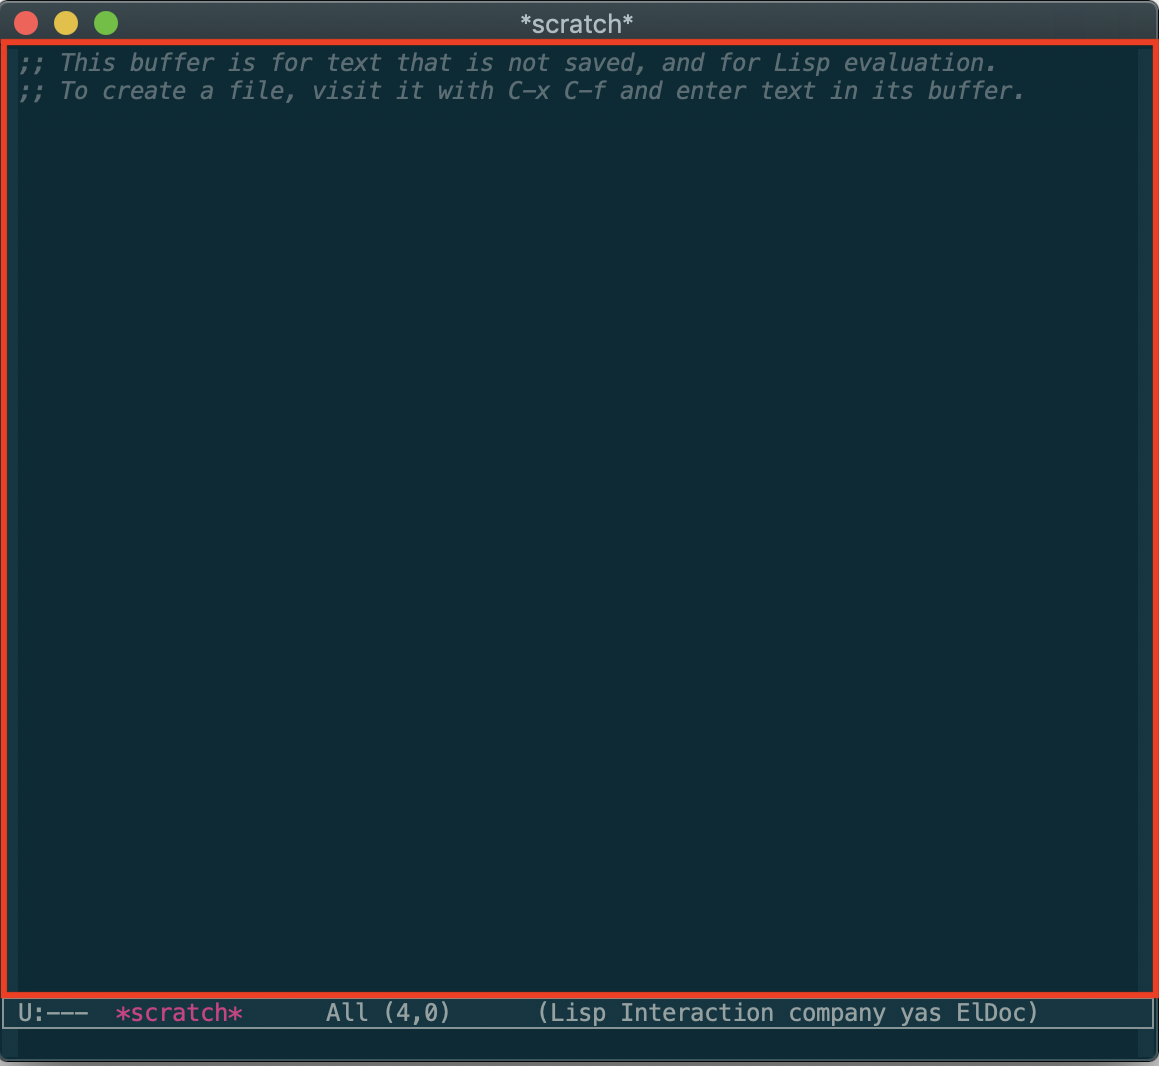 *scratch*
;; This buffer is for text that is not saved, and for Lisp evaluation.
;; To create a file, visit it with C-x C-f and enter text in its buffer.
U:--- *scratch* All (4,0) (Lisp Interaction company yas ElDoc)